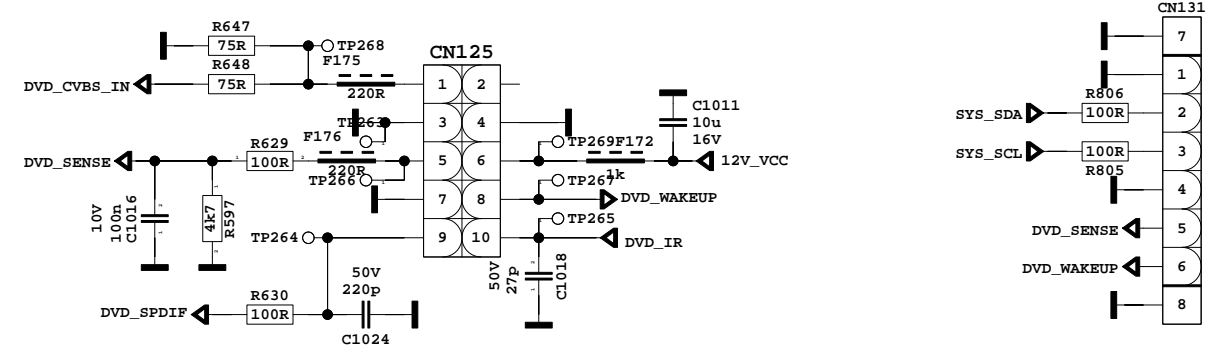 CN131
R647
75R
TP268
F175
CN125
R648
DVD_CVBS_IN
75R
220R
1
2
7
1
C1011
10u
16V
R806
SYS_SDA
100R
2
TP263
3
4
F176
R629
TP269
F172
DVD_SENSE
100R
220R
5
6
1k
12V_VCC
SYS_SCL
100R
3
R805
TP266
TP267
7
8
DVD_WAKEUP
4
10V
100n
C1016
4k7
R597
TP265
TP264
9
10
DVD_IR
DVD_SENSE
5
50V
27p
C1018
DVD_WAKEUP
6
50V
220p
R630
DVD_SPDIF
100R
C1024
8